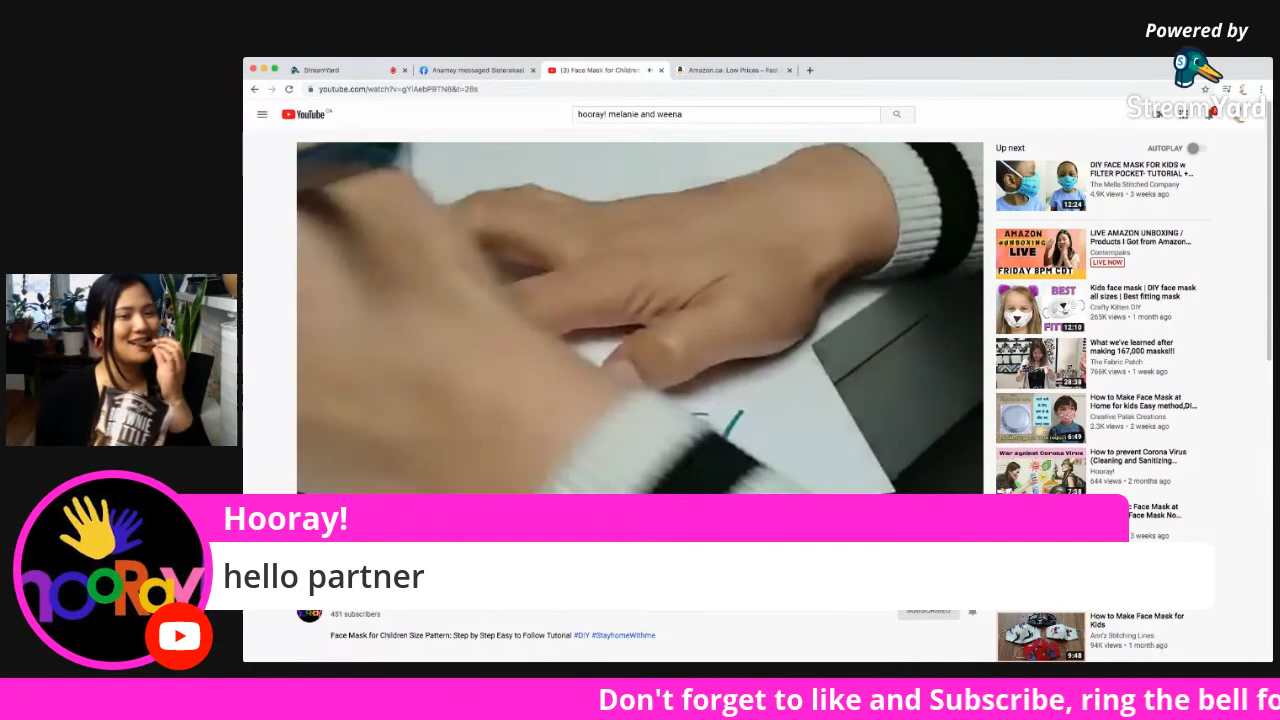 Powered by
StreamYard
StreamYard
Anamay messaged Sisterakas!
(3) Face Mask for Children
Amazon.ca: Low Prices – Fast
youtube.com/watch?v=gYlAebP9TN8&t=28s
YouTube CA
hooray! melanie and weena
Up next
AUTOPLAY
DIY FACE MASK FOR KIDS w
FILTER POCKET- TUTORIAL +...
The Mella Stitched Company
4.9K views • 3 weeks ago
12:24
AMAZON
#UNBOXING
LIVE
FRIDAY 8PM CDT
LIVE AMAZON UNBOXING /
Products I Got from Amazon...
Contempairs
LIVE NOW
BEST
12:10
Kids face mask | DIY face mask
all sizes | Best fitting mask
Crafty Kitten DIY
265K views • 1 month ago
What we've learned after
making 167,000 masks!!!
The Fabric Patch
766K views • 1 week ago
28:38
How to Make Face Mask at
Home for kids Easy method,DI...
Creative Palak Creations
2.3K views • 2 weeks ago
6:49
War against Corona Virus
How to prevent Corona Virus
(Cleaning and Sanitizing...
Hooray!
644 views • 2 months ago
7:38
Mask at
Face Mask No...
3 weeks ago
How to Make Face Mask for
Kids
Ann'z Stitching Lines
94K views • 1 month ago
9:48
Hooray!
hello partner
hooRay
451 subscribers
SUBSCRIBED
Face Mask for Children Size Pattern: Step by Step Easy to Follow Tutorial #DIY #StayhomeWithme
Don't forget to like and Subscribe, ring the bell fo